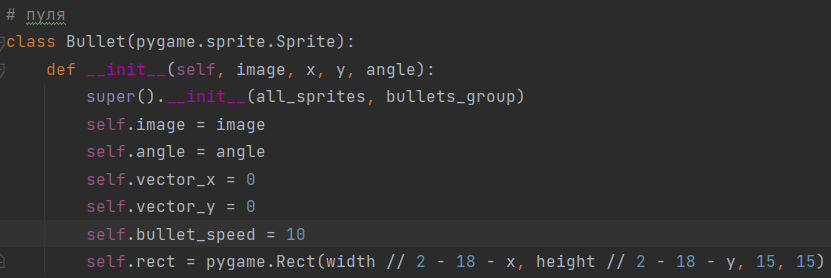 # пуля
class Bullet(pygame.sprite.Sprite):
    def __init__(self, image, x, y, angle):
        super().__init__(all_sprites, bullets_group)
        self.image = image
        self.angle = angle
        self.vector_x = 0
        self.vector_y = 0
        self.bullet_speed = 10
        self.rect = pygame.Rect(width // 2 - 18 - x, height // 2 - 18 - y, 15, 15)